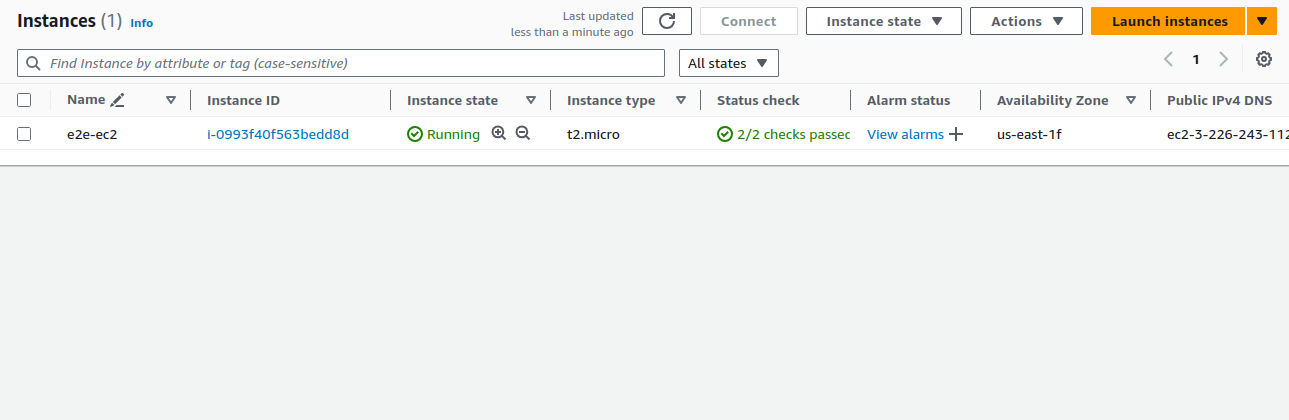 Instances (1) Info
Last updated
less than a minute ago
Connect
Instance state
Actions
Launch instances
Find Instance by attribute or tag (case-sensitive)
All states
1
Name Instance ID Instance state Instance type Status check Alarm status Availability Zone Public IPv4 DNS
e2e-ec2 i-0993f40f563bedd8d Running t2.micro 2/2 checks passed View alarms us-east-1f ec2-3-226-243-112